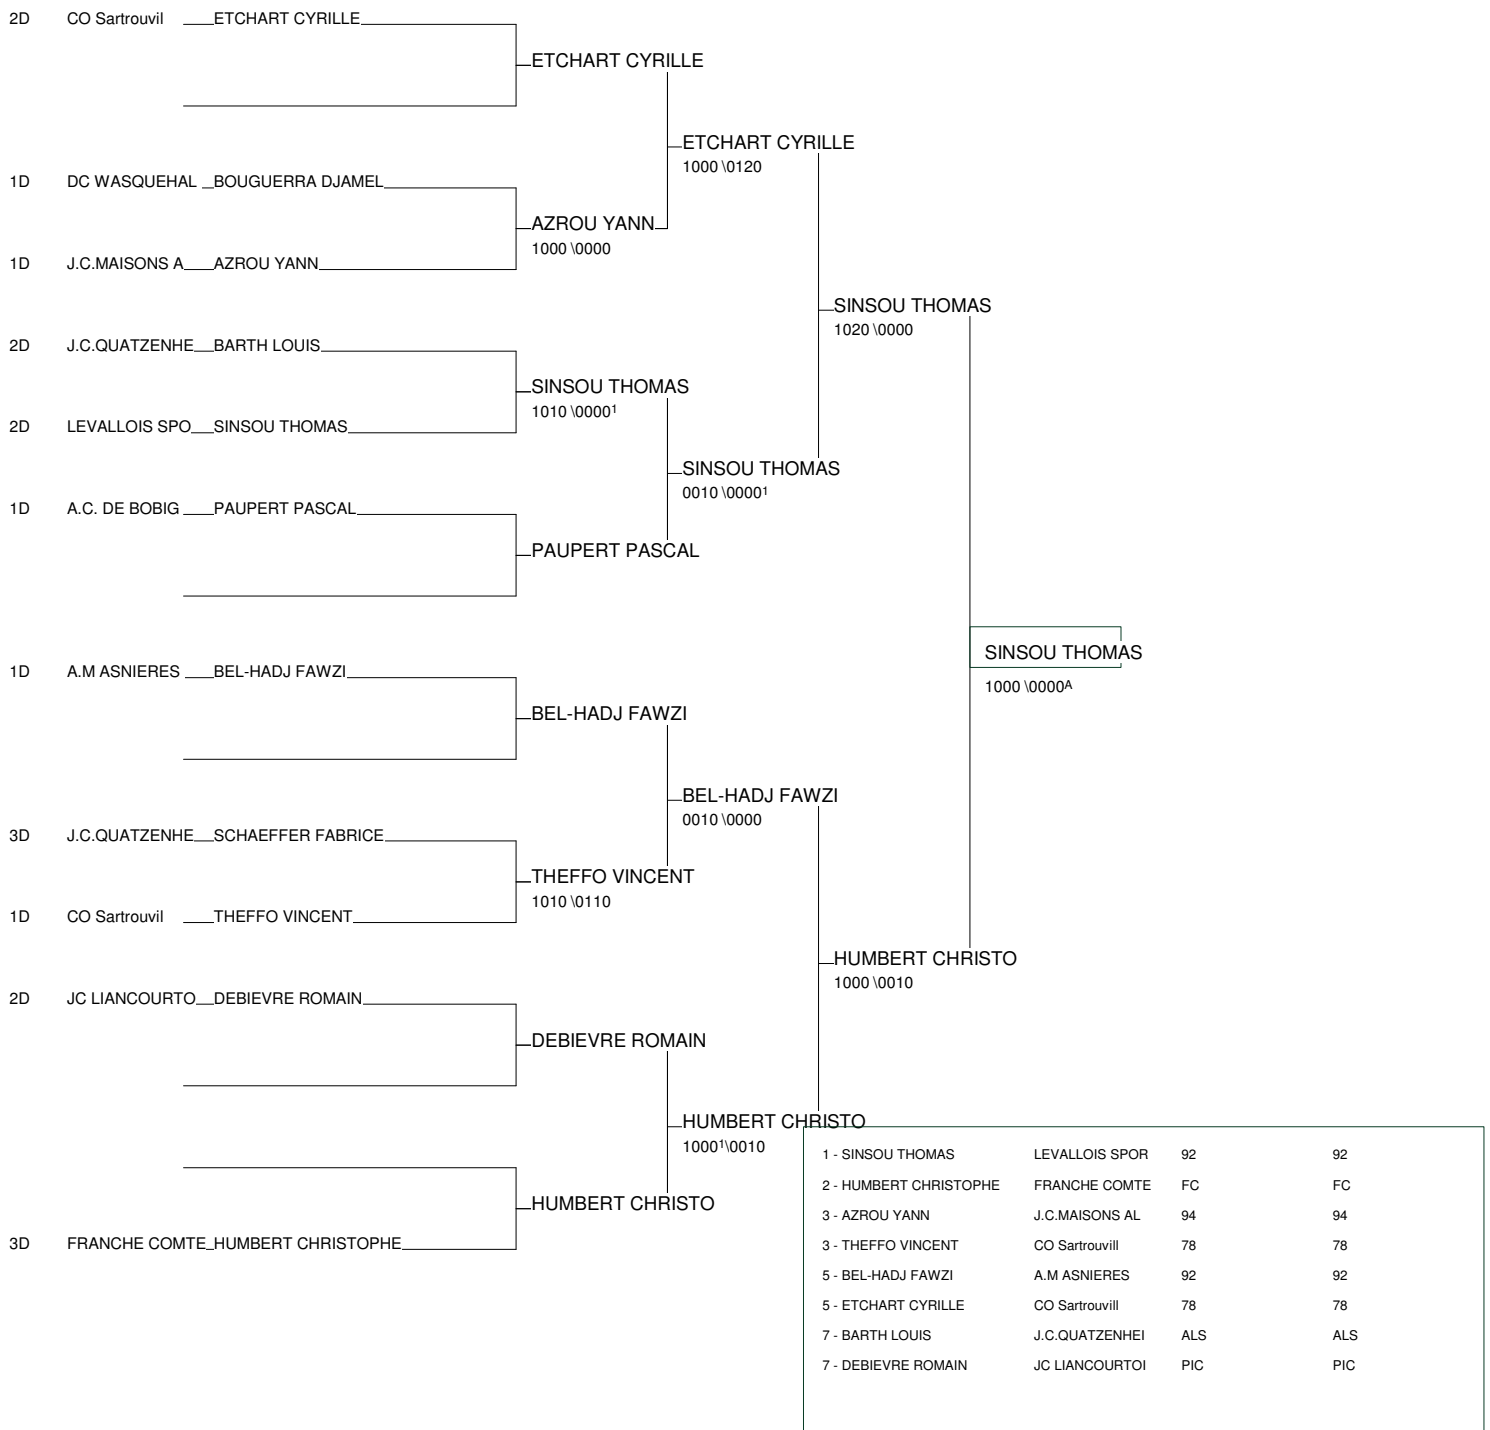 2D CO Sartrouvil ETCHART CYRILLE
ETCHART CYRILLE
ETCHART CYRILLE
1000 \0120
1D DC WASQUEHAL BOUGUERRA DJAMEL
AZROU YANN
1000 \0000
1D J.C.MAISONS A AZROU YANN
SINSOU THOMAS
1020 \0000
2D J.C.QUATZENHE BARTH LOUIS
SINSOU THOMAS
1010 \0000¹
2D LEVALLOIS SPO SINSOU THOMAS
SINSOU THOMAS
0010 \0000¹
1D A.C. DE BOBIG PAUPERT PASCAL
PAUPERT PASCAL
SINSOU THOMAS
1000 \0000ᴬ
1D A.M ASNIERES BEL-HADJ FAWZI
BEL-HADJ FAWZI
BEL-HADJ FAWZI
0010 \0000
3D J.C.QUATZENHE SCHAEFFER FABRICE
THEFFO VINCENT
1010 \0110
1D CO Sartrouvil THEFFO VINCENT
HUMBERT CHRISTO
1000 \0010
2D JC LIANCOURTO DEBIEVRE ROMAIN
DEBIEVRE ROMAIN
HUMBERT CHRISTO
1000¹\0010
HUMBERT CHRISTO
3D FRANCHE COMTE HUMBERT CHRISTOPHE
1 - SINSOU THOMAS LEVALLOIS SPOR 92 92
2 - HUMBERT CHRISTOPHE FRANCHE COMTE FC FC
3 - AZROU YANN J.C.MAISONS AL 94 94
3 - THEFFO VINCENT CO Sartrouvill 78 78
5 - BEL-HADJ FAWZI A.M ASNIERES 92 92
5 - ETCHART CYRILLE CO Sartrouvill 78 78
7 - BARTH LOUIS J.C.QUATZENHEI ALS ALS
7 - DEBIEVRE ROMAIN JC LIANCOURTOI PIC PIC